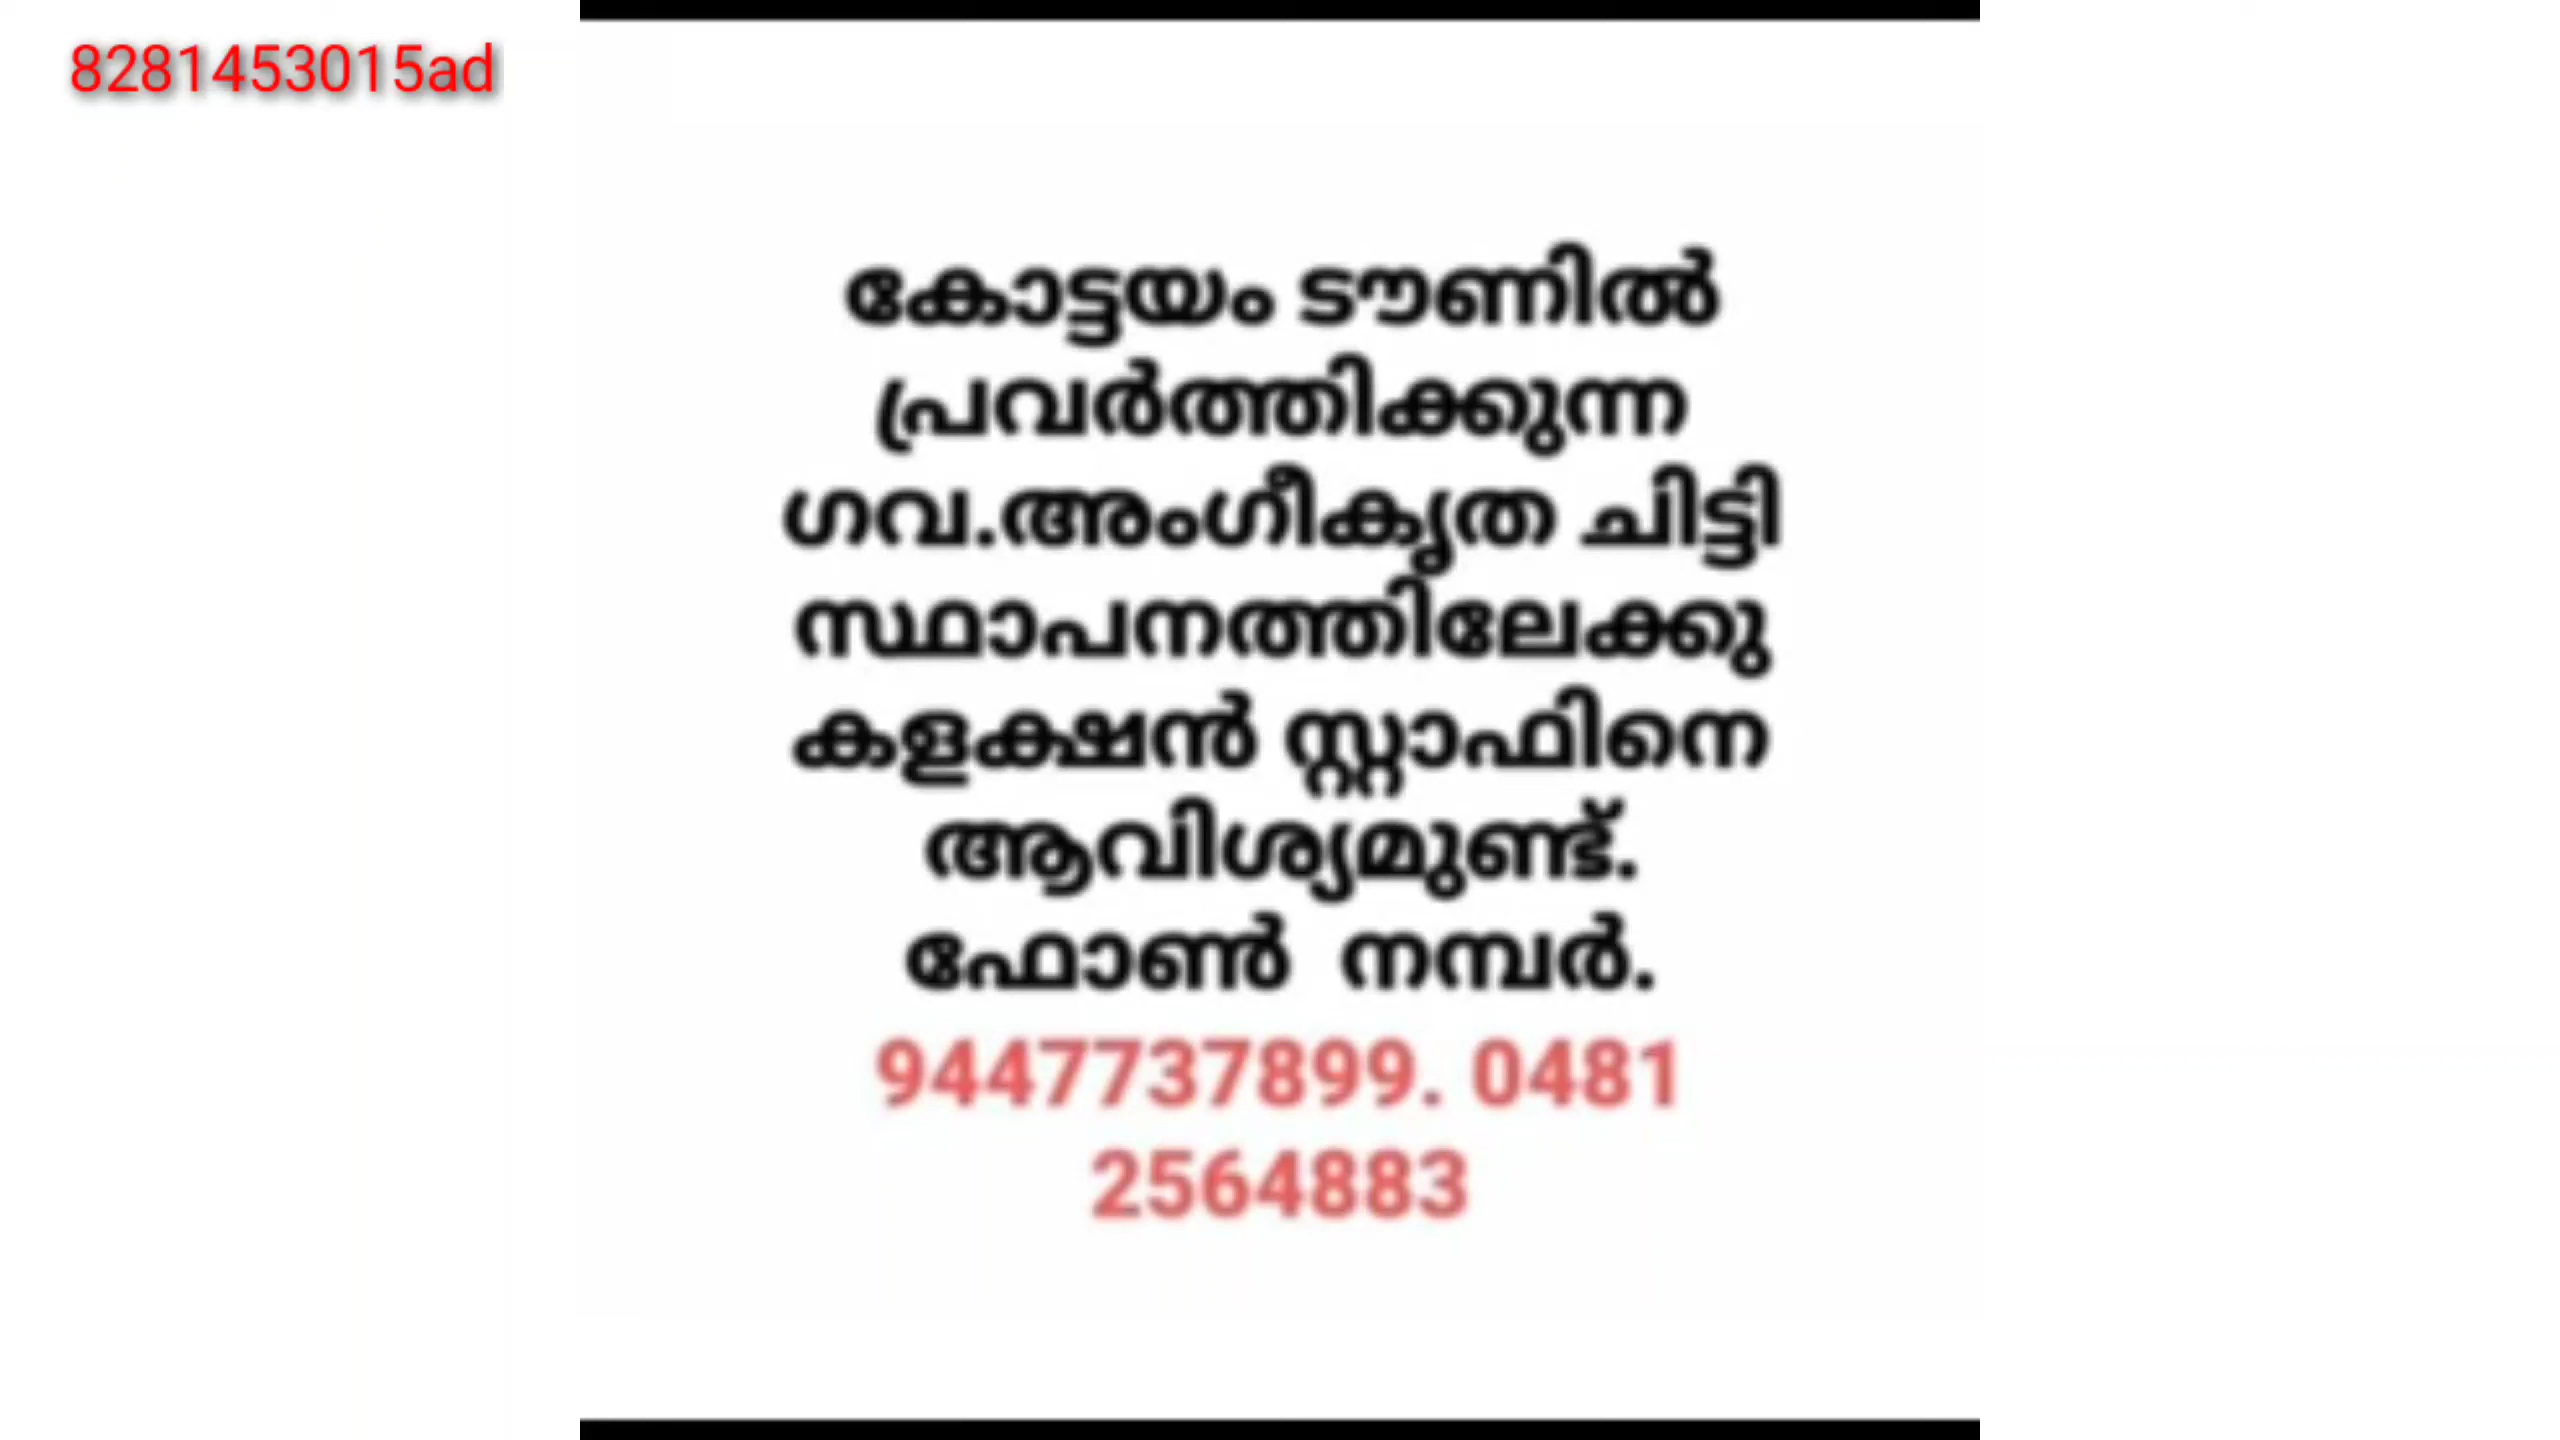 8281453015ad
കോട്ടയം ടൗണിൽ
പ്രവർത്തിക്കുന്ന
ഗവ.അംഗീകൃത ചിട്ടി
സ്ഥാപനത്തിലേക്കു
കളക്ഷൻ സ്റ്റാഫിനെ
ആവിശ്യമുണ്ട്.
ഫോൺ നമ്പർ.
9447737899. 0481
2564883